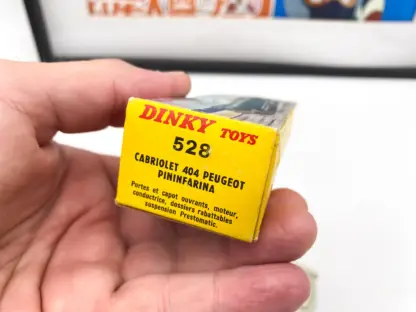 DINKY TOYS
528
CABRIOLET 404 PEUGEOT
PININFARINA
Portes et capot ouvrants, moteur,
conductrice, dossiers rabattables
suspension Prestomatic.